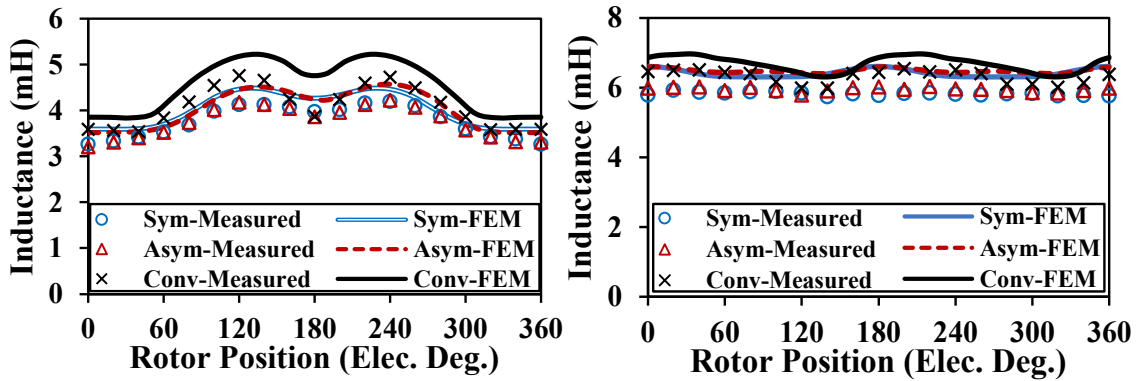 Inductance (mH)
6
5
4
3
2
1
0
Sym-Measured Sym-FEM
Asym-Measured Asym-FEM
Conv-Measured Conv-FEM
0 60 120 180 240 300 360
Rotor Position (Elec. Deg.)
Inductance (mH)
8
6
4
2
0
Sym-Measured Sym-FEM
Asym-Measured Asym-FEM
Conv-Measured Conv-FEM
0 60 120 180 240 300 360
Rotor Position (Elec. Deg.)